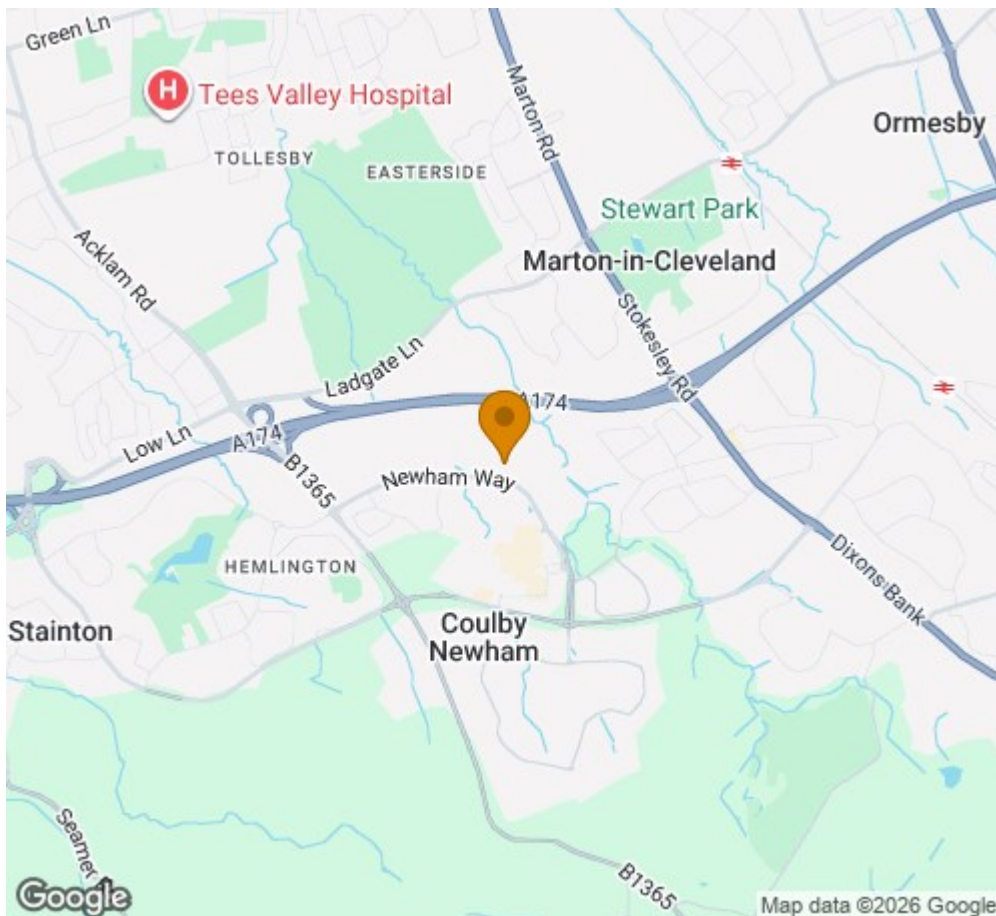 Green Ln
H
Tees Valley Hospital
TOLLESBY
EASTERSIDE
Marton Rd
Ormesby
Stewart Park
Marton-in-Cleveland
Acklam Rd
Stokesley Rd
Ladgate Ln
A174
Low Ln
A174
B1365
Newham Way
HEMLINGTON
Dixons Bank
Stainton
Coulby
Newham
Seamer
B1365
Google
Map data ©2026 Google